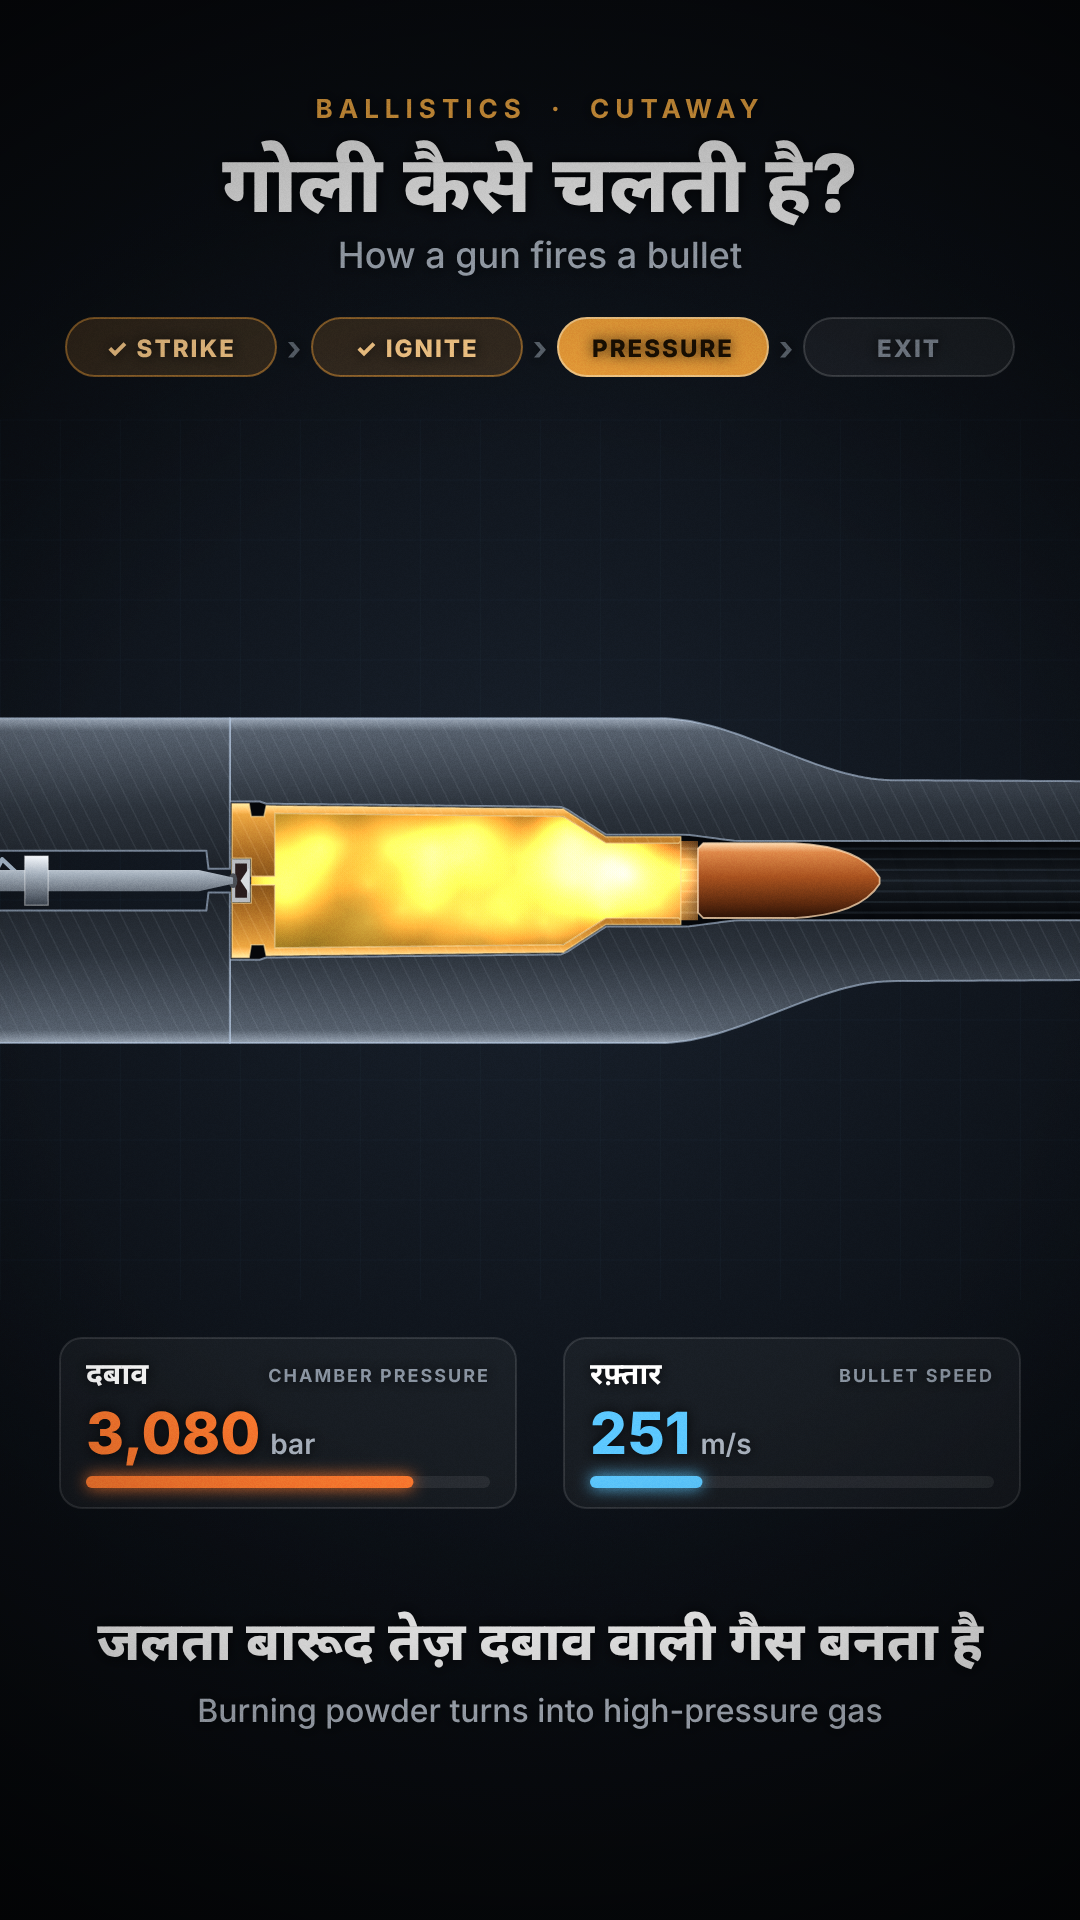 BALLISTICS · CUTAWAY
गोली कैसे चलती है?
How a gun fires a bullet
✓ STRIKE › ✓ IGNITE › PRESSURE › EXIT
दबाव CHAMBER PRESSURE
3,080 bar
रफ़्तार BULLET SPEED
251 m/s
जलता बारूद तेज़ दबाव वाली गैस बनता है
Burning powder turns into high-pressure gas